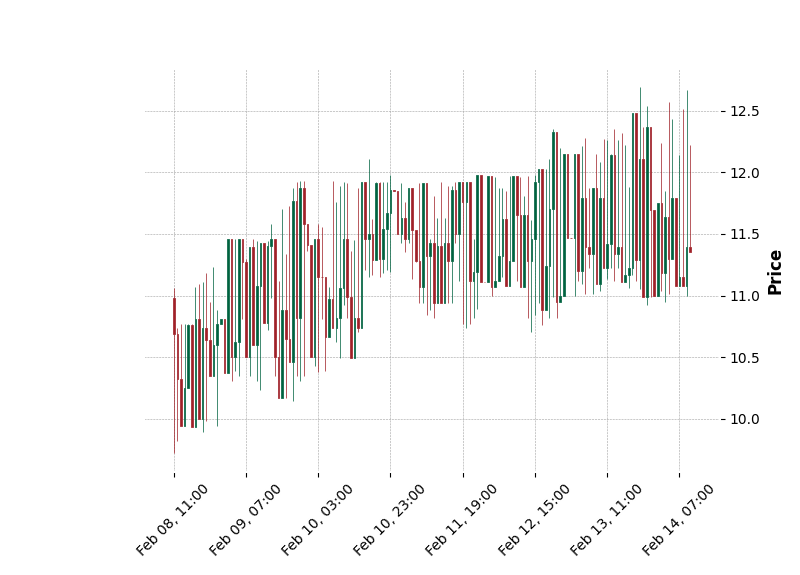 12.5
12.0
11.5
11.0
10.5
10.0
Price
Feb 08, 11:00
Feb 09, 07:00
Feb 10, 03:00
Feb 10, 23:00
Feb 11, 19:00
Feb 12, 15:00
Feb 13, 11:00
Feb 14, 07:00